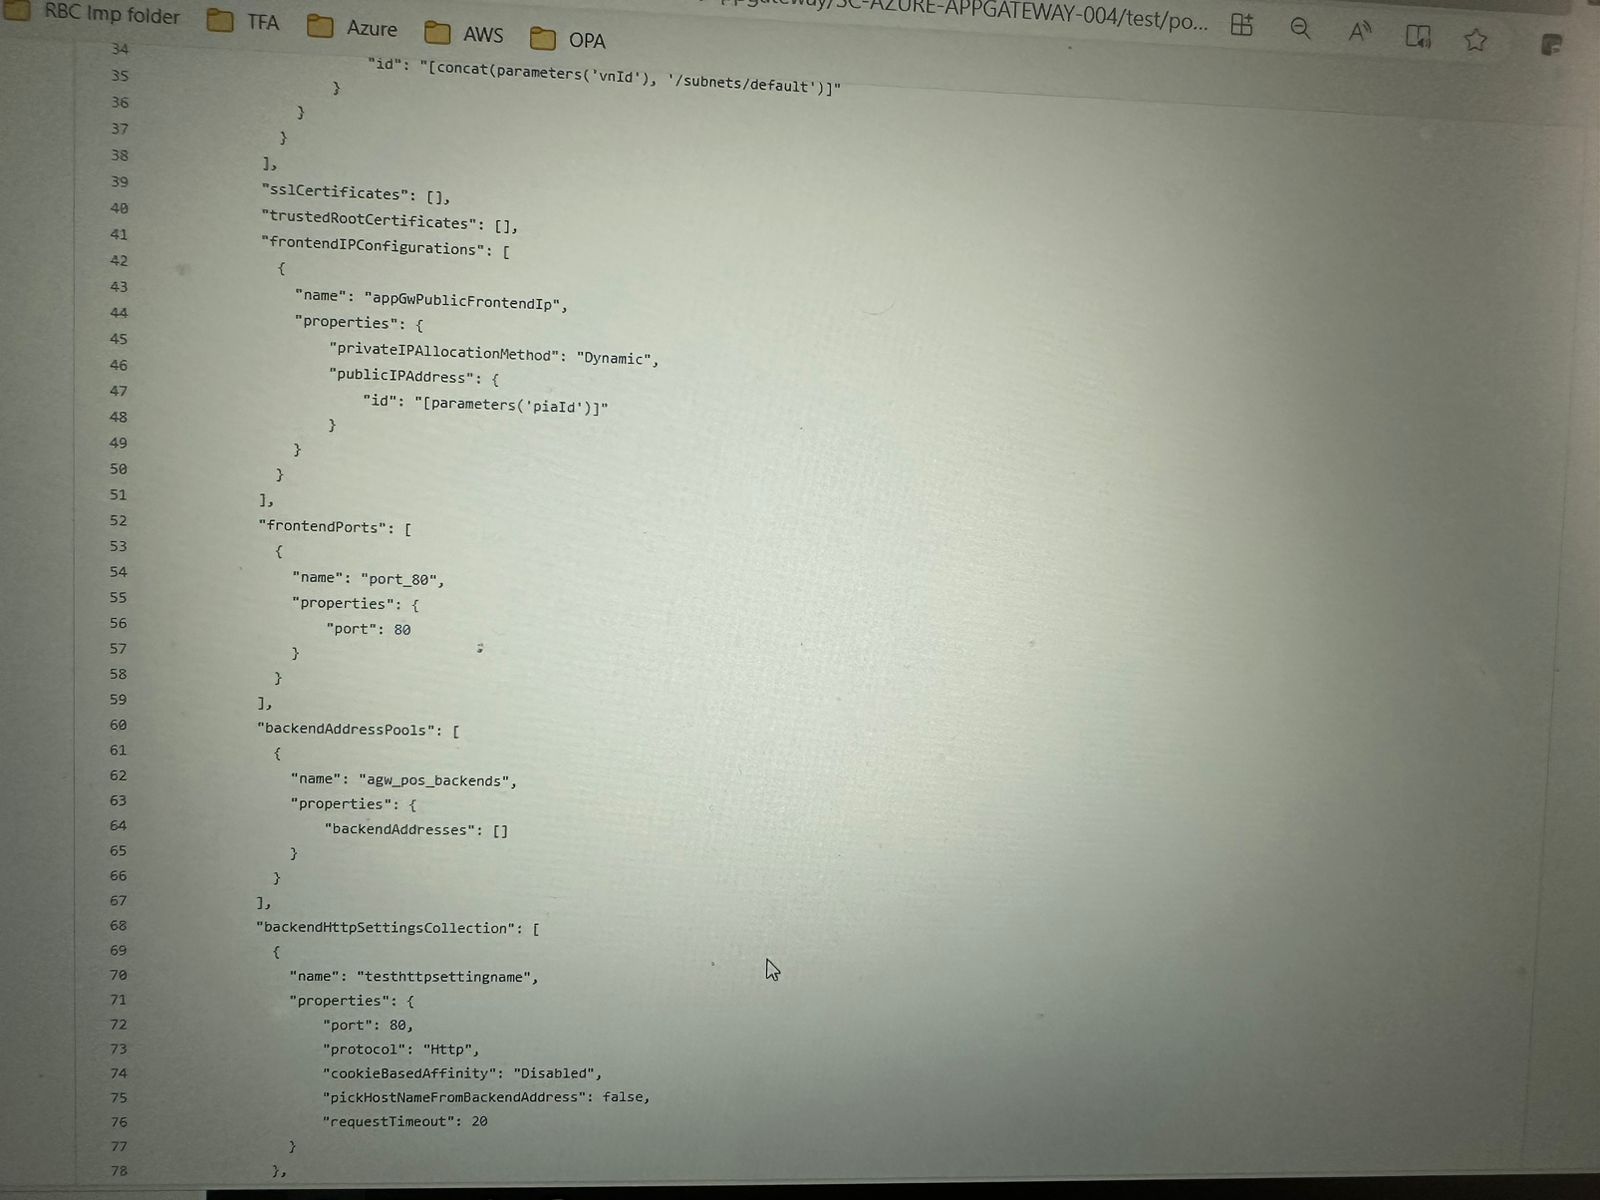 ppgateway/SC-AZURE-APPGATEWAY-004/test/po...
RBC Imp folder TFA Azure AWS OPA
34
35 "id": "[concat(parameters('vnId'), '/subnets/default')]"
36 }
37 }
38 }
39 ],
40 "sslCertificates": [],
41 "trustedRootCertificates": [],
42 "frontendIPConfigurations": [
43 {
44 "name": "appGwPublicFrontendIp",
45 "properties": {
46 "privateIPAllocationMethod": "Dynamic",
47 "publicIPAddress": {
48 "id": "[parameters('piaId')]"
49 }
50 }
51 }
52 ],
53 "frontendPorts": [
54 {
55 "name": "port_80",
56 "properties": {
57 "port": 80
58 }
59 }
60 ],
61 "backendAddressPools": [
62 {
63 "name": "agw_pos_backends",
64 "properties": {
65 "backendAddresses": []
66 }
67 }
68 ],
69 "backendHttpSettingsCollection": [
70 {
71 "name": "testhttpsettingname",
72 "properties": {
73 "port": 80,
74 "protocol": "Http",
75 "cookieBasedAffinity": "Disabled",
76 "pickHostNameFromBackendAddress": false,
77 "requestTimeout": 20
78 }
},